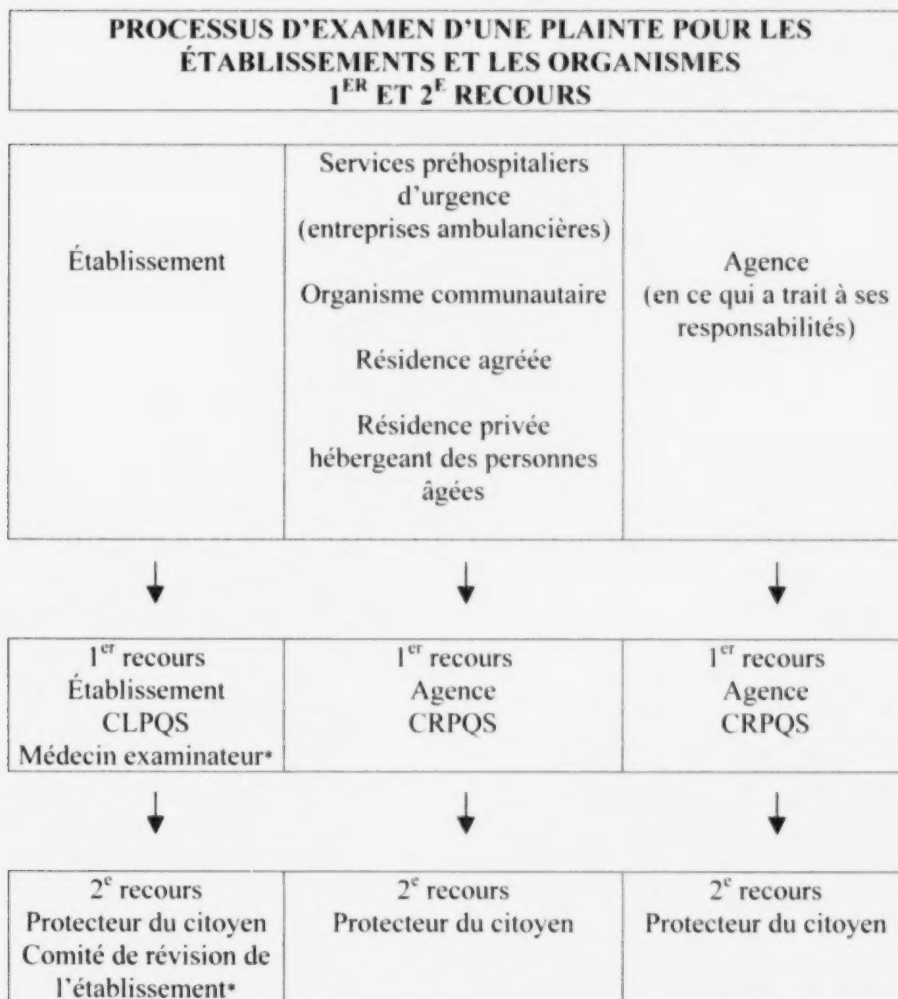 PROCESSUS D'EXAMEN D'UNE PLAINTE POUR LES
ÉTABLISSEMENTS ET LES ORGANISMES
1ER ET 2E RECOURS
Établissement
Services préhospitaliers
d'urgence
(entreprises ambulancières)
Organisme communautaire
Résidence agréée
Résidence privée
hébergeant des personnes
âgées
Agence
(en ce qui a trait à ses
responsabilités)
1er recours
Établissement
CLPQS
Médecin examinateur*
1er recours
Agence
CRPQS
1er recours
Agence
CRPQS
2e recours
Protecteur du citoyen
Comité de révision de
l'établissement*
2e recours
Protecteur du citoyen
2e recours
Protecteur du citoyen